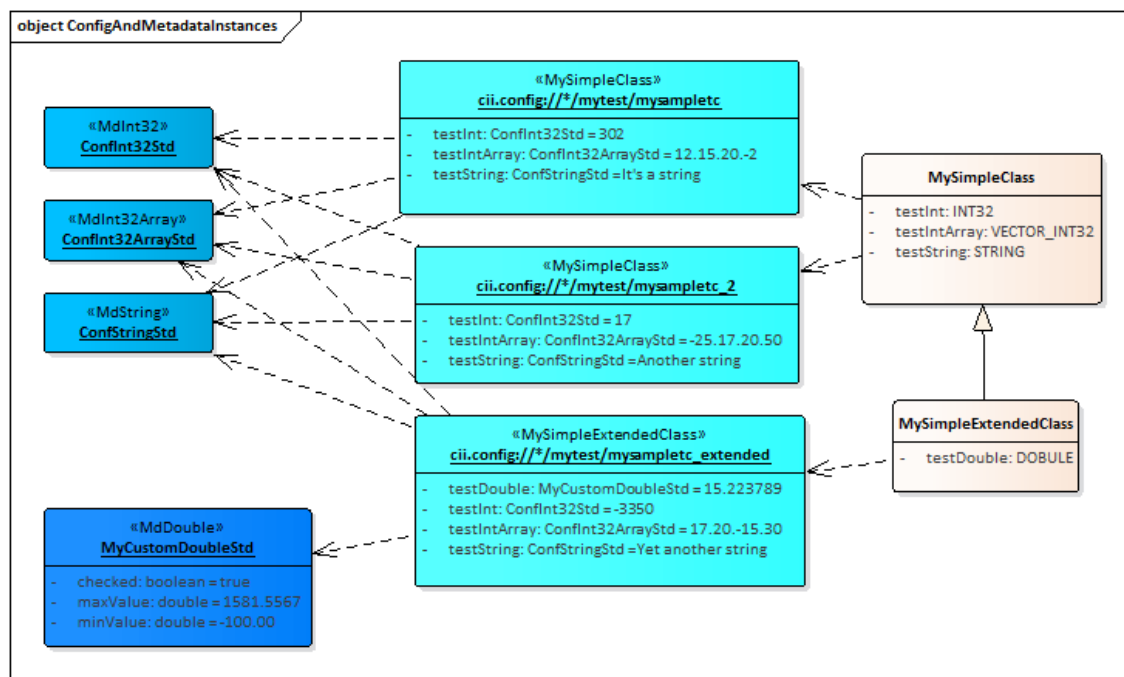 object ConfigAndMetadataInstances
«MdInt32»
ConfInt32Std
«MdInt32Array»
ConfInt32ArrayStd
«MdString»
ConfStringStd
«MdDouble»
MyCustomDoubleStd
- checked: boolean = true
- maxValue: double = 1581.5567
- minValue: double = -100.00
«MySimpleClass»
cii.config://*/mytest/mysampletc
- testInt: ConfInt32Std = 302
- testIntArray: ConfInt32ArrayStd = 12.15.20.-2
- testString: ConfStringStd =It's a string
«MySimpleClass»
cii.config://*/mytest/mysampletc_2
- testInt: ConfInt32Std = 17
- testIntArray: ConfInt32ArrayStd = -25.17.20.50
- testString: ConfStringStd =Another string
«MySimpleExtendedClass»
cii.config://*/mytest/mysampletc_extended
- testDouble: MyCustomDoubleStd = 15.223789
- testInt: ConfInt32Std = -3350
- testIntArray: ConfInt32ArrayStd = 17.20.-15.30
- testString: ConfStringStd =Yet another string
MySimpleClass
- testInt: INT32
- testIntArray: VECTOR_INT32
- testString: STRING
MySimpleExtendedClass
- testDouble: DOBULE